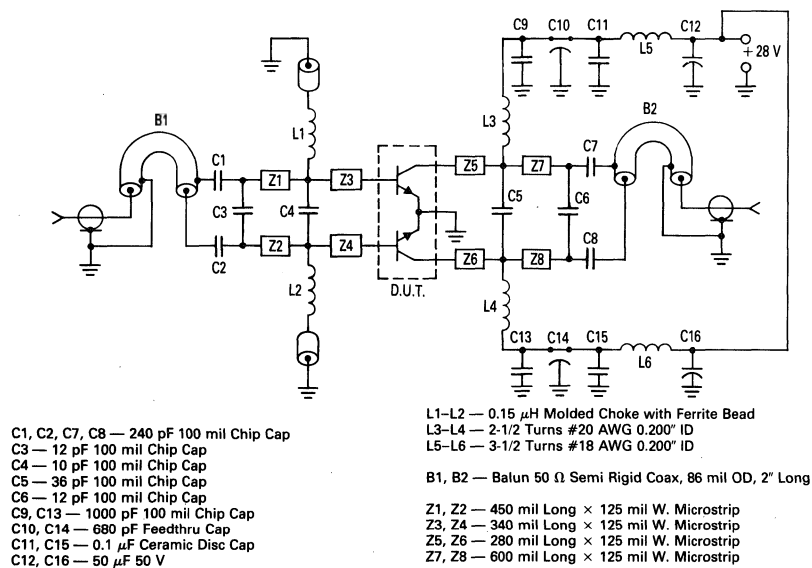 C9 C10 C11 L5 C12
+ 28 V
B1
L1
L3
B2
C1 Z1 Z3 Z5 Z7 C7
C3 C4 C5 C6
C2 Z2 Z4 Z6 Z8 C8
D.U.T.
L2
L4
C13 C14 C15 L6 C16
C1, C2, C7, C8 — 240 pF 100 mil Chip Cap
C3 — 12 pF 100 mil Chip Cap
C4 — 10 pF 100 mil Chip Cap
C5 — 36 pF 100 mil Chip Cap
C6 — 12 pF 100 mil Chip Cap
C9, C13 — 1000 pF 100 mil Chip Cap
C10, C14 — 680 pF Feedthru Cap
C11, C15 — 0.1 μF Ceramic Disc Cap
C12, C16 — 50 μF 50 V
L1–L2 — 0.15 μH Molded Choke with Ferrite Bead
L3–L4 — 2-1/2 Turns #20 AWG 0.200″ ID
L5–L6 — 3-1/2 Turns #18 AWG 0.200″ ID
B1, B2 — Balun 50 Ω Semi Rigid Coax, 86 mil OD, 2″ Long
Z1, Z2 — 450 mil Long × 125 mil W. Microstrip
Z3, Z4 — 340 mil Long × 125 mil W. Microstrip
Z5, Z6 — 280 mil Long × 125 mil W. Microstrip
Z7, Z8 — 600 mil Long × 125 mil W. Microstrip